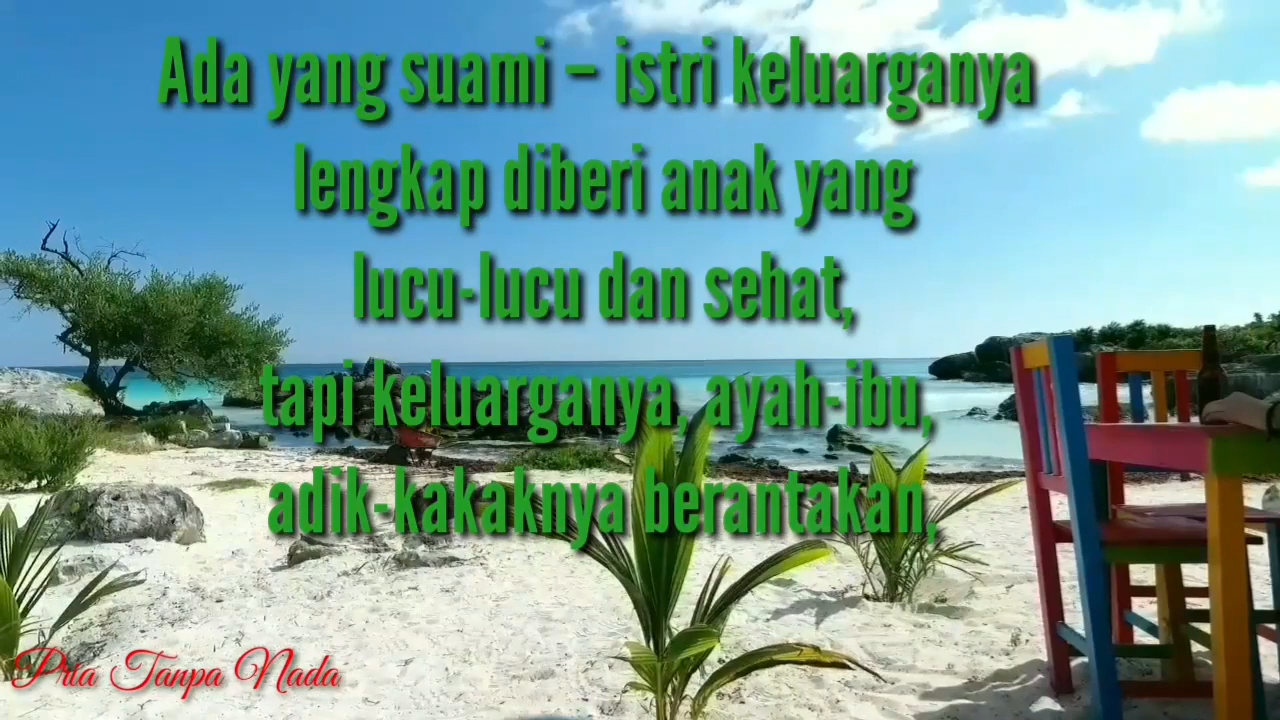 Ada yang suami – istri keluarganya
lengkap diberi anak yang
lucu-lucu dan sehat,
tapi keluarganya, ayah-ibu,
adik-kakaknya berantakan,
Pria Tanpa Nada